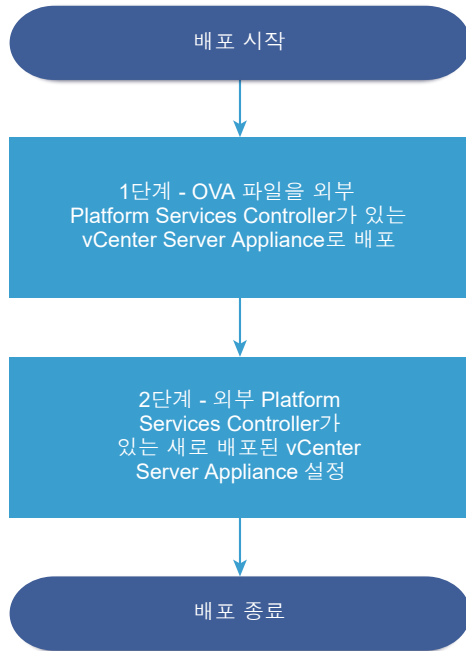 배포 시작
1단계 - OVA 파일을 외부
Platform Services Controller가 있는
vCenter Server Appliance로 배포
2단계 - 외부 Platform
Services Controller가
있는 새로 배포된 vCenter
Server Appliance 설정
배포 종료